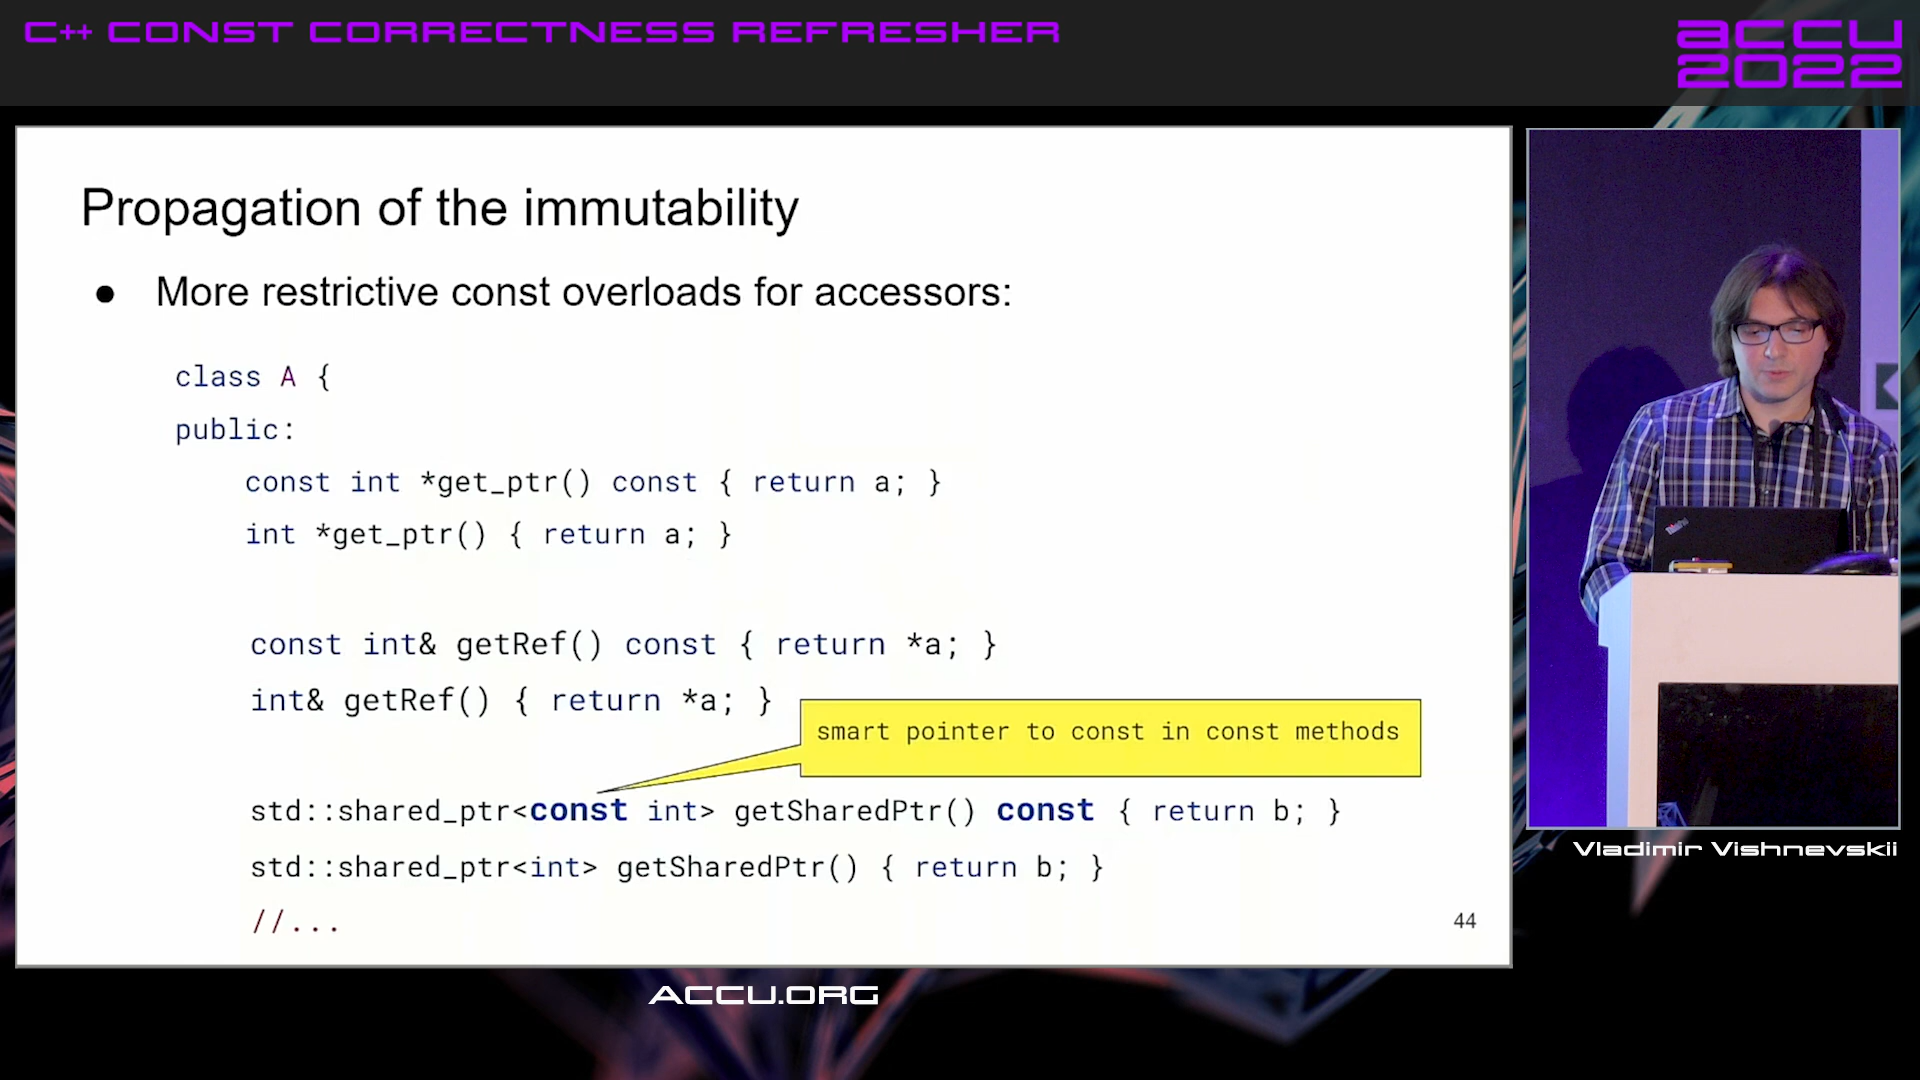 C++ CONST CORRECTNESS REFRESHER
accu
2022
Propagation of the immutability
● More restrictive const overloads for accessors:
class A {
public:
const int *get_ptr() const { return a; }
int *get_ptr() { return a; }
const int& getRef() const { return *a; }
int& getRef() { return *a; }
smart pointer to const in const methods
std::shared_ptr<const int> getSharedPtr() const { return b; }
std::shared_ptr<int> getSharedPtr() { return b; }
//...
44
ThinkPad
Vladimir Vishnevskii
ACCU.ORG